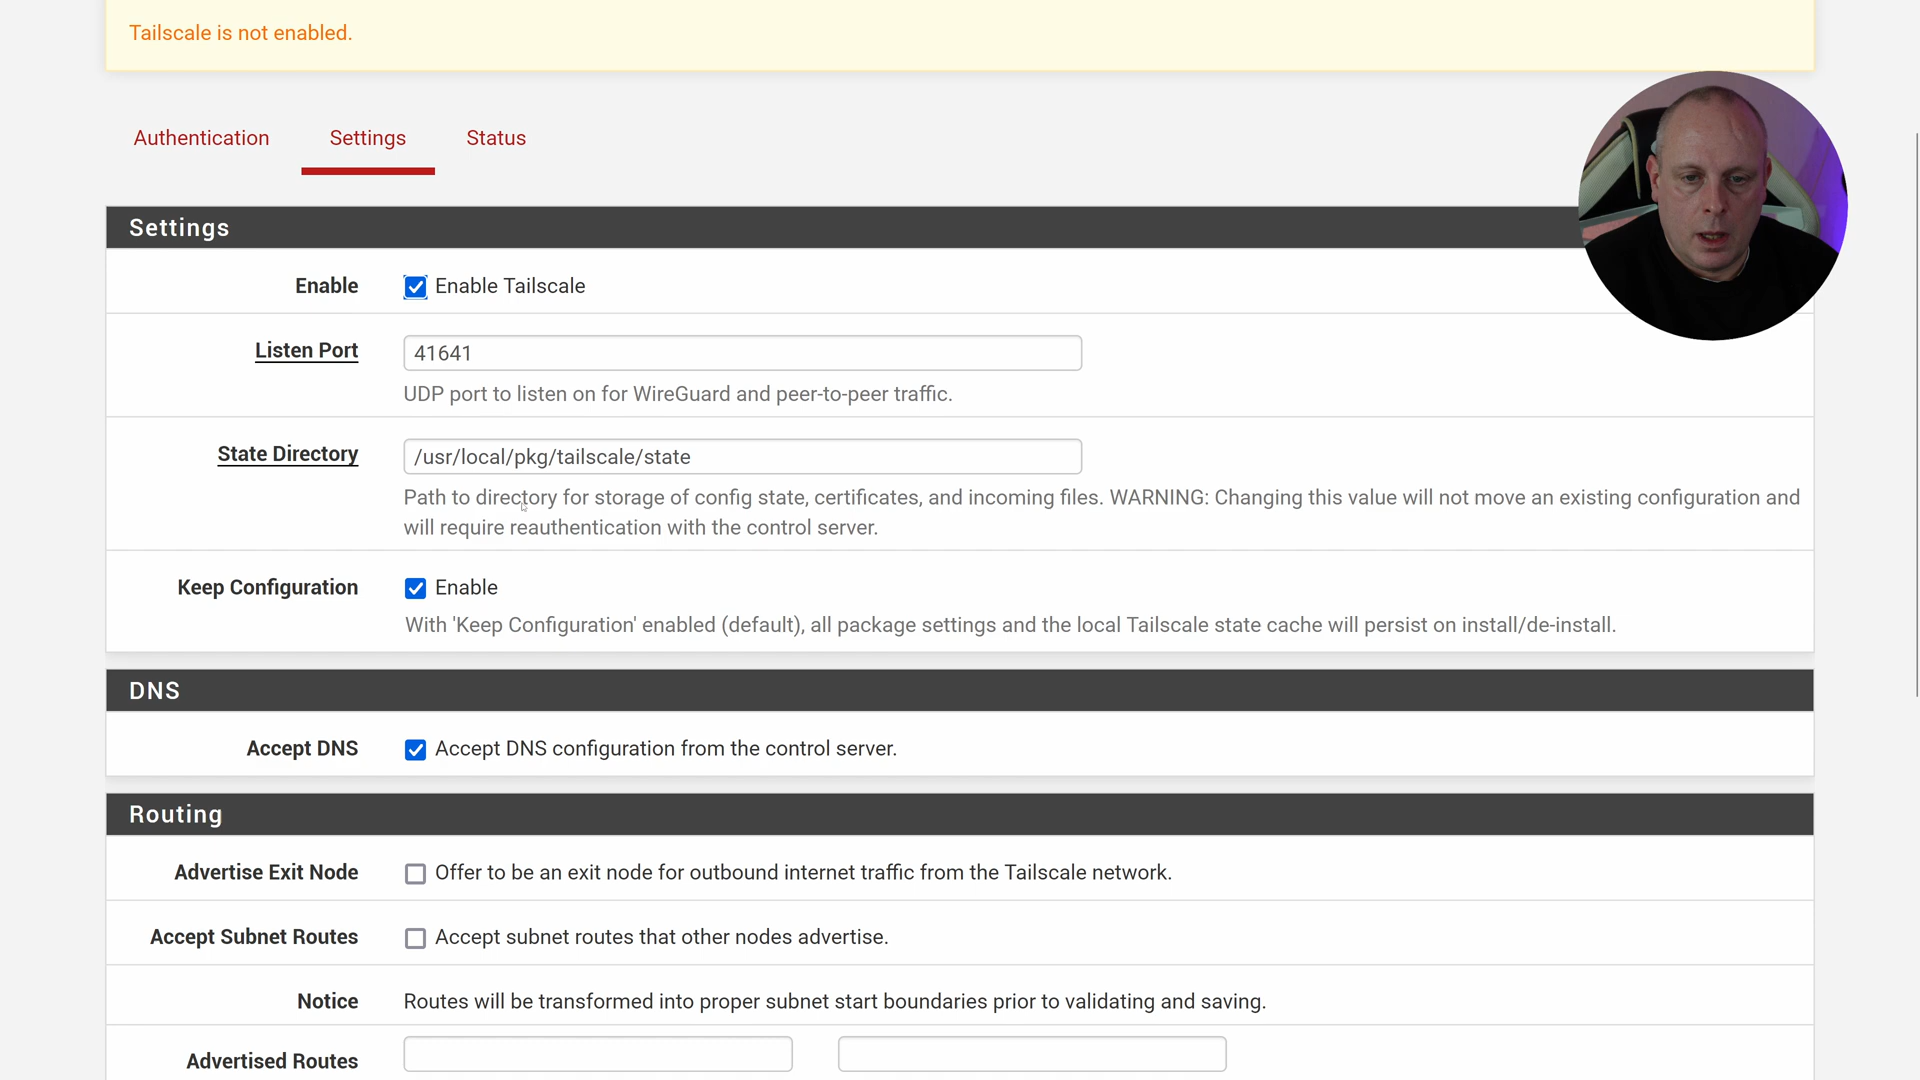 Tailscale is not enabled.
Authentication Settings Status
Settings
Enable Enable Tailscale
Listen Port 41641
UDP port to listen on for WireGuard and peer-to-peer traffic.
State Directory /usr/local/pkg/tailscale/state
Path to directory for storage of config state, certificates, and incoming files. WARNING: Changing this value will not move an existing configuration and
will require reauthentication with the control server.
Keep Configuration Enable
With 'Keep Configuration' enabled (default), all package settings and the local Tailscale state cache will persist on install/de-install.
DNS
Accept DNS Accept DNS configuration from the control server.
Routing
Advertise Exit Node Offer to be an exit node for outbound internet traffic from the Tailscale network.
Accept Subnet Routes Accept subnet routes that other nodes advertise.
Notice Routes will be transformed into proper subnet start boundaries prior to validating and saving.
Advertised Routes